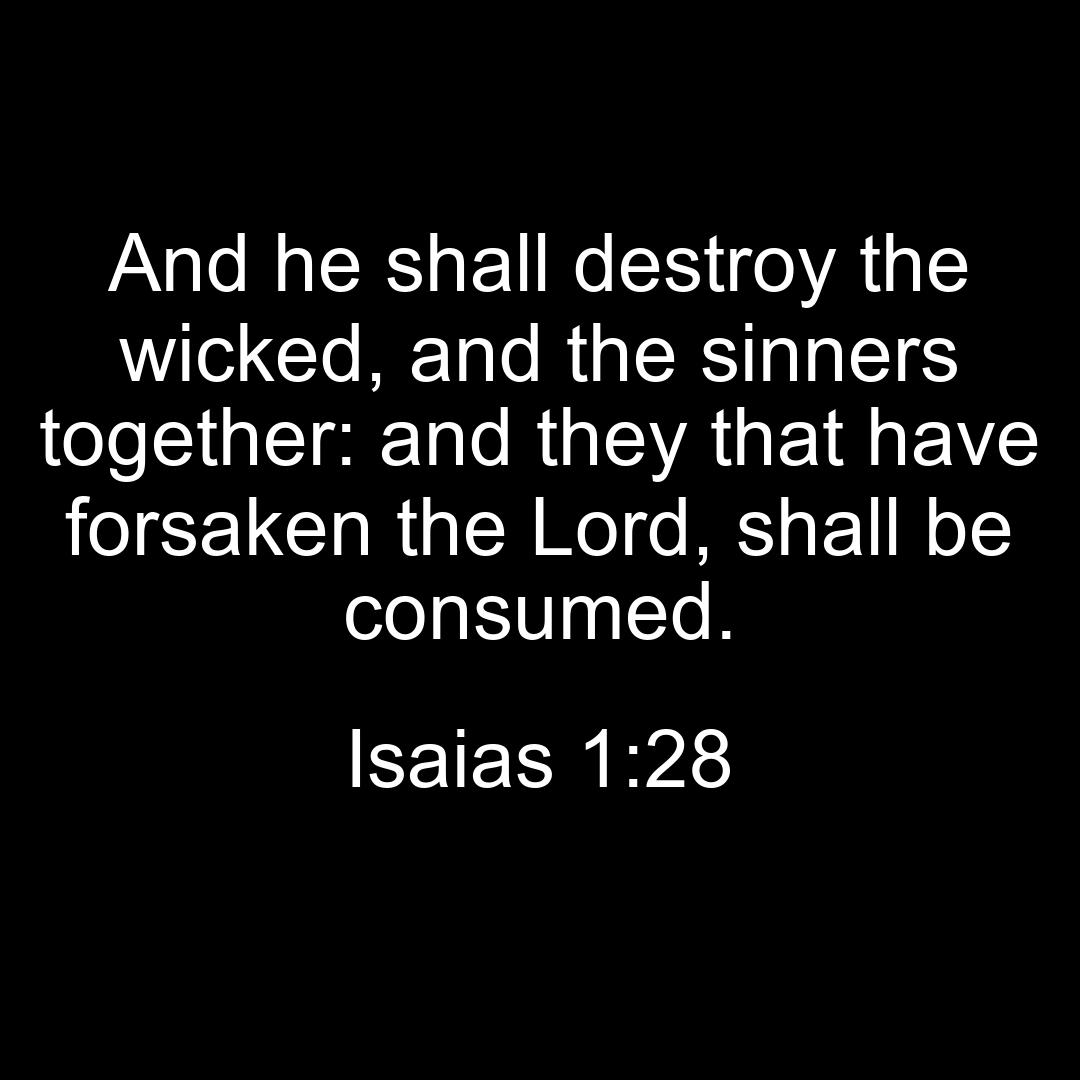 And he shall destroy the
wicked, and the sinners
together: and they that have
forsaken the Lord, shall be
consumed.
Isaias 1:28